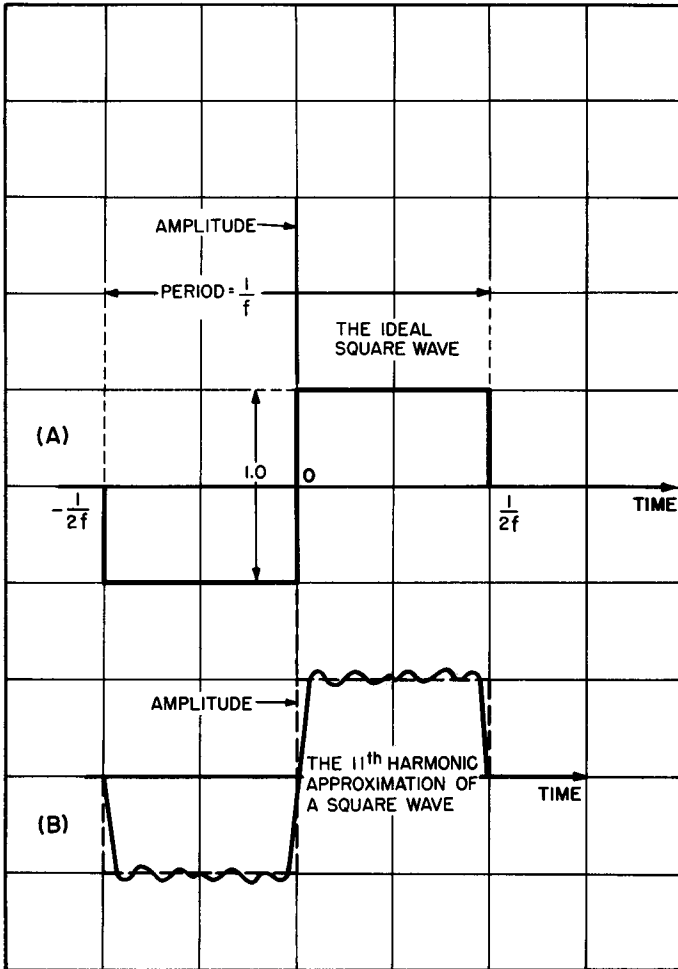 AMPLITUDE
PERIOD = 1/f
THE IDEAL
SQUARE WAVE
(A)
1.0
0
TIME
-1/2f
1/2f
AMPLITUDE
THE 11th HARMONIC
APPROXIMATION OF
A SQUARE WAVE
TIME
(B)